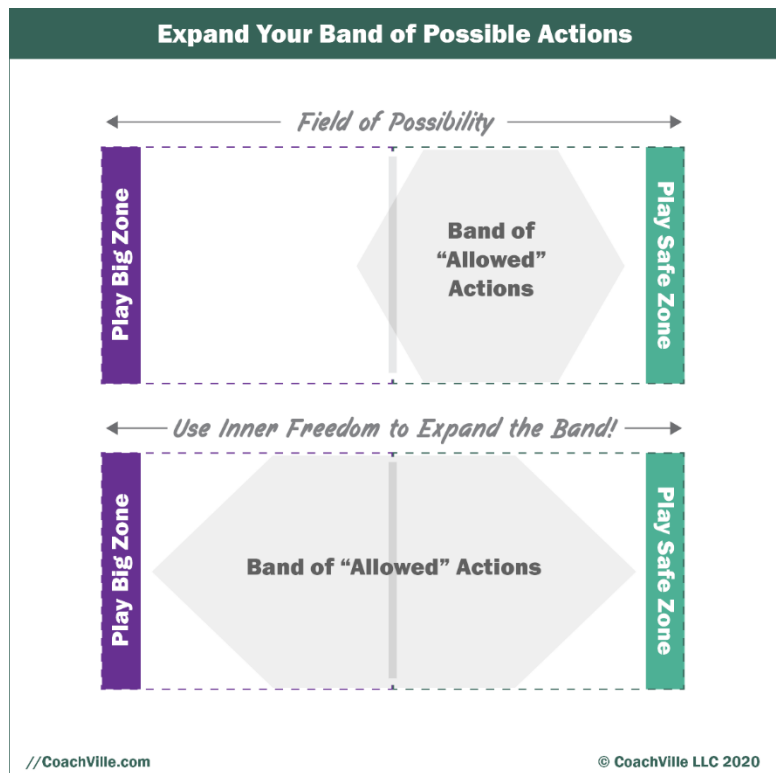 Expand Your Band of Possible Actions
Field of Possibility
Play Big Zone
Band of
“Allowed”
Actions
Play Safe Zone
Use Inner Freedom to Expand the Band!
Play Big Zone
Band of “Allowed” Actions
Play Safe Zone
//CoachVille.com
© CoachVille LLC 2020